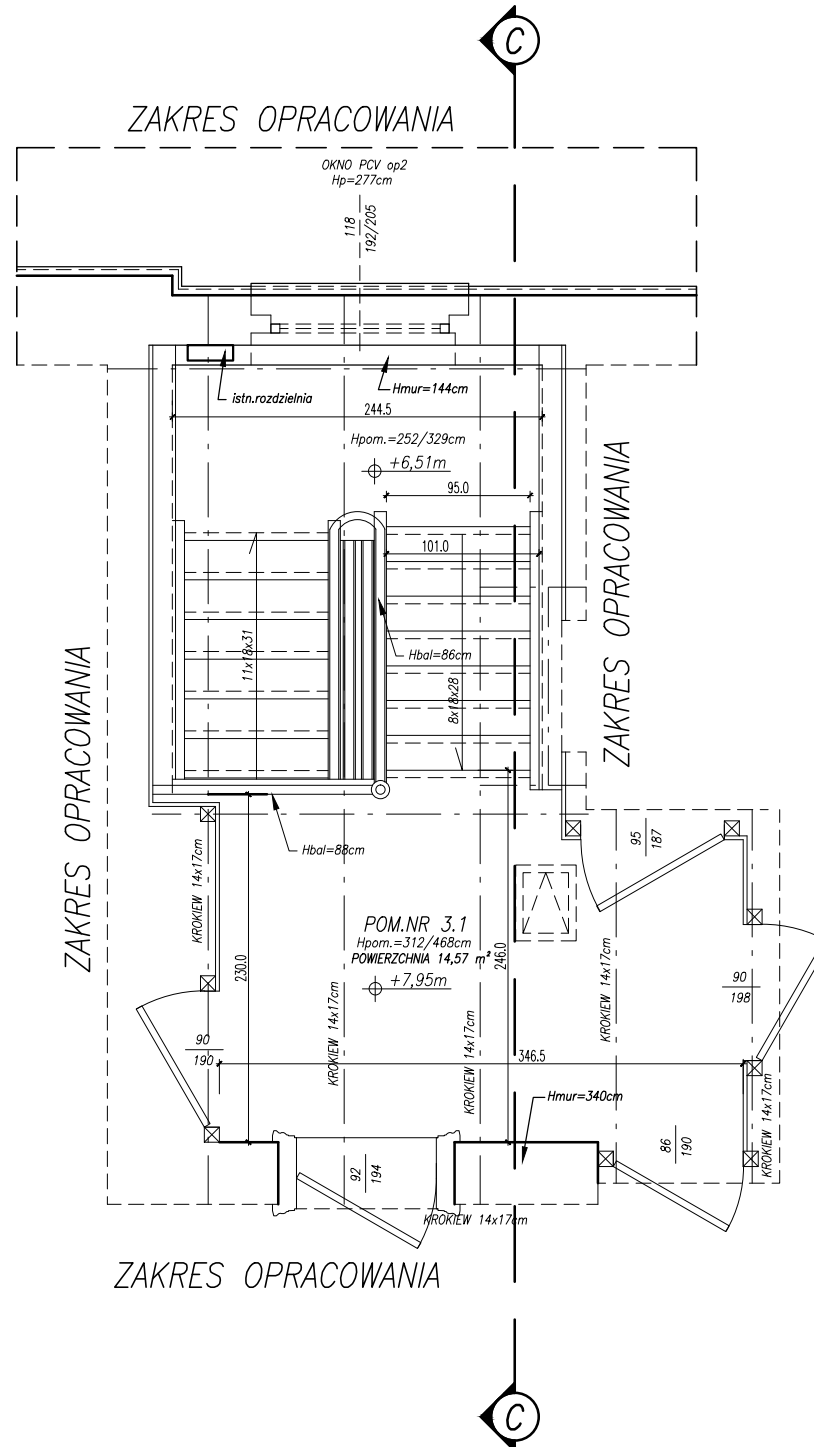 C
ZAKRES OPRACOWANIA
OKNO PCV op2
Hp=277cm
118
192/205
istn.rozdzielnia
Hmur=144cm
244.5
Hpom.=252/329cm
+6,51m
95.0
101.0
ZAKRES OPRACOWANIA
11x18x31
Hbal=86cm
8x18x28
ZAKRES OPRACOWANIA
Hbal=88cm
95
187
KROKIEW 14x17cm
POM.NR 3.1
Hpom.=312/468cm
POWIERZCHNIA 14,57 m²
+7,95m
230.0
246.0
KROKIEW 14x17cm
KROKIEW 14x17cm
KROKIEW 14x17cm
90
198
90
190
346.5
Hmur=340cm
KROKIEW 14x17cm
86
190
92
194
KROKIEW 14x17cm
ZAKRES OPRACOWANIA
C